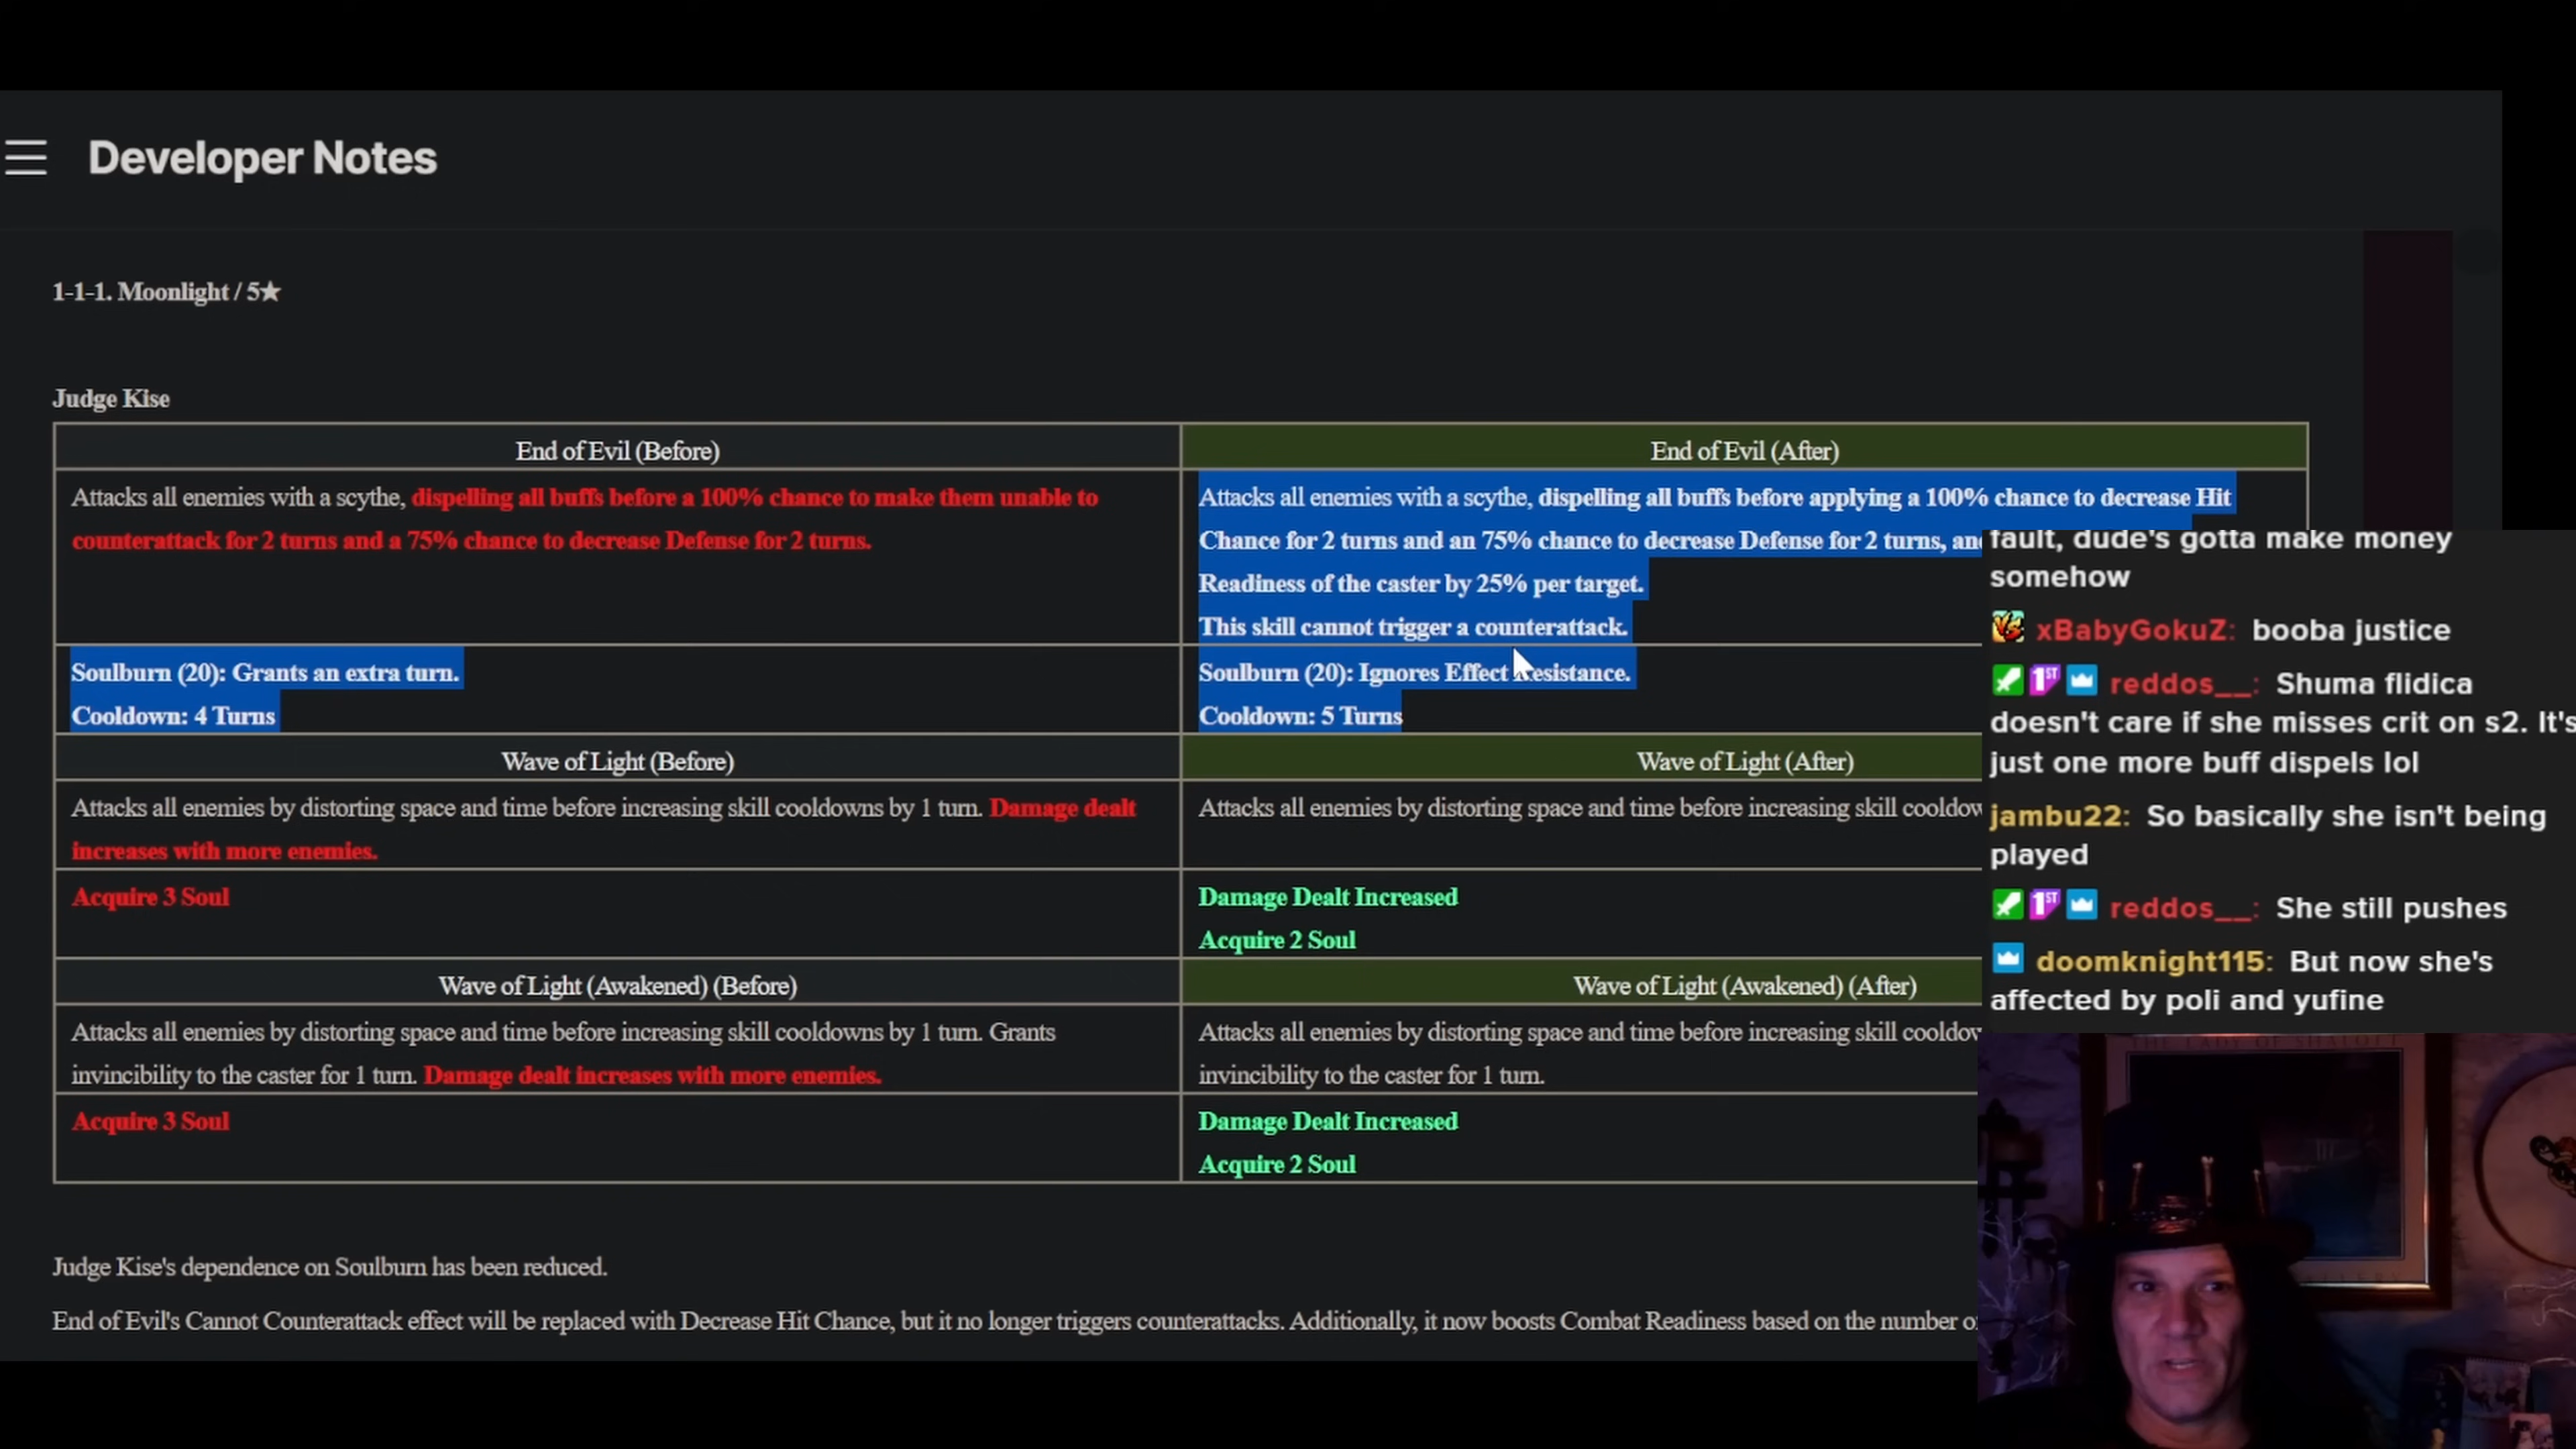 Developer Notes
1-1-1. Moonlight / 5★
Judge Kise
End of Evil (Before)
End of Evil (After)
Attacks all enemies with a scythe, dispelling all buffs before a 100% chance to make them unable to
counterattack for 2 turns and a 75% chance to decrease Defense for 2 turns.
Attacks all enemies with a scythe, dispelling all buffs before applying a 100% chance to decrease Hit
Chance for 2 turns and an 75% chance to decrease Defense for 2 turns,
Readiness of the caster by 25% per target.
This skill cannot trigger a counterattack.
Soulburn (20): Grants an extra turn.
Cooldown: 4 Turns
Soulburn (20): Ignores Effect Resistance.
Cooldown: 5 Turns
Wave of Light (Before)
Wave of Light (After)
Attacks all enemies by distorting space and time before increasing skill cooldowns by 1 turn. Damage dealt
increases with more enemies.
Attacks all enemies by distorting space and time before increasing skill
Acquire 3 Soul
Damage Dealt Increased
Acquire 2 Soul
Wave of Light (Awakened) (Before)
Wave of Light (Awakened) (After)
Attacks all enemies by distorting space and time before increasing skill cooldowns by 1 turn. Grants
invincibility to the caster for 1 turn. Damage dealt increases with more enemies.
Attacks all enemies by distorting space and time before increasing skill
invincibility to the caster for 1 turn.
Acquire 3 Soul
Damage Dealt Increased
Acquire 2 Soul
Judge Kise's dependence on Soulburn has been reduced.
End of Evil's Cannot Counterattack effect will be replaced with Decrease Hit Chance, but it no longer triggers counterattacks. Additionally, it now boosts Combat Readiness based on the number
fault, dude's gotta make money
somehow
xBabyGokuZ: booba justice
reddos__: Shuma flidica
doesn't care if she misses crit on s2. It's
just one more buff dispels lol
jambu22: So basically she isn't being
played
reddos__: She still pushes
doomknight115: But now she's
affected by poli and yufine
THE LADY OF SHALOTT